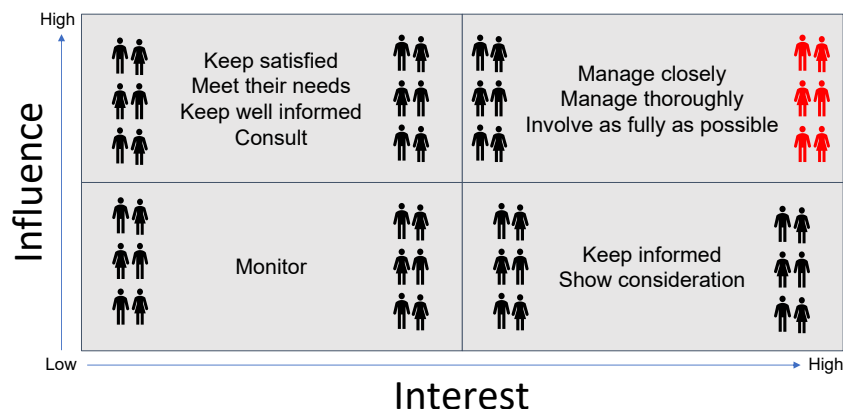 High
Keep satisfied
Meet their needs
Keep well informed
Consult
Manage closely
Manage thoroughly
Involve as fully as possible
Influence
Monitor
Keep informed
Show consideration
Low
High
Interest